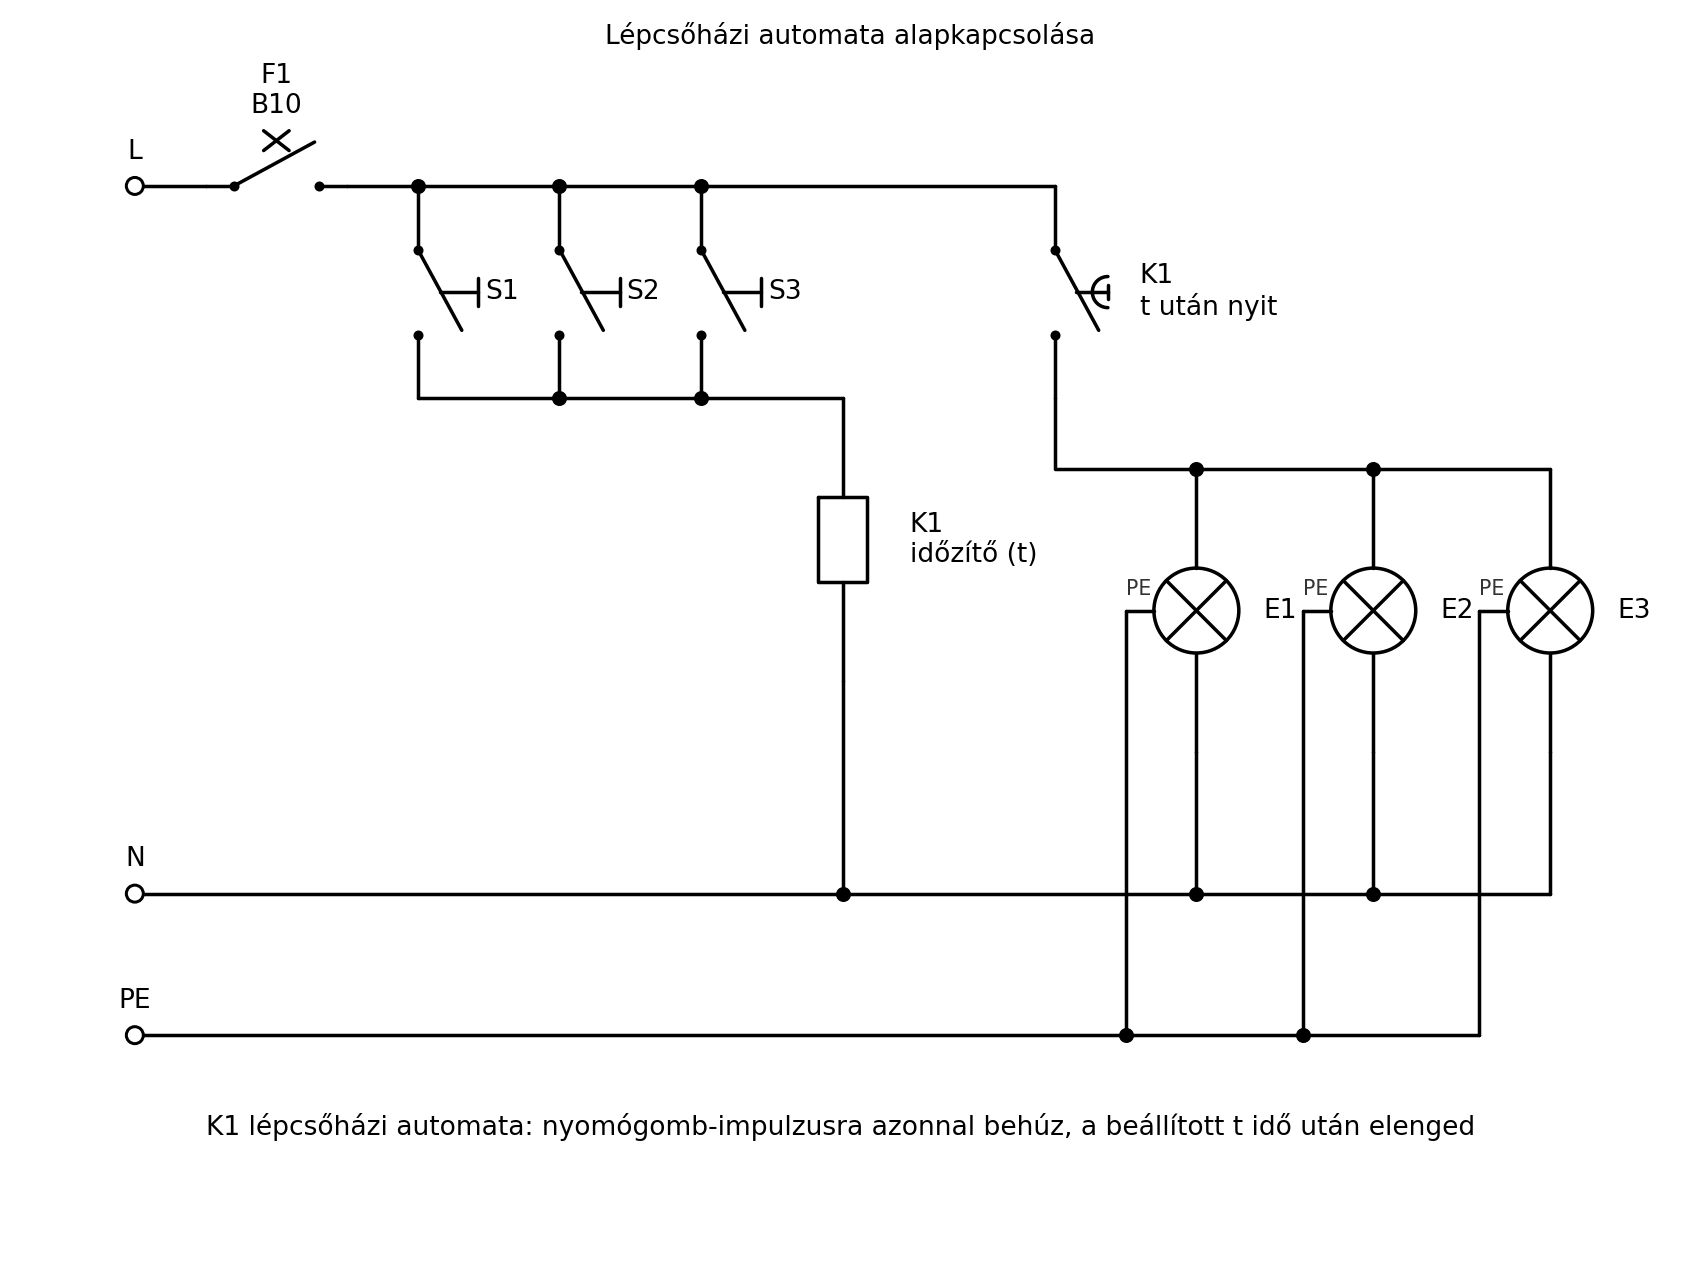 Lépcsőházi automata alapkapcsolása
F1
B10
L
S1
S2
S3
K1
t után nyit
K1
időzítő (t)
PE
E1
PE
E2
PE
E3
N
PE
K1 lépcsőházi automata: nyomógomb-impulzusra azonnal behúz, a beállított t idő után elenged